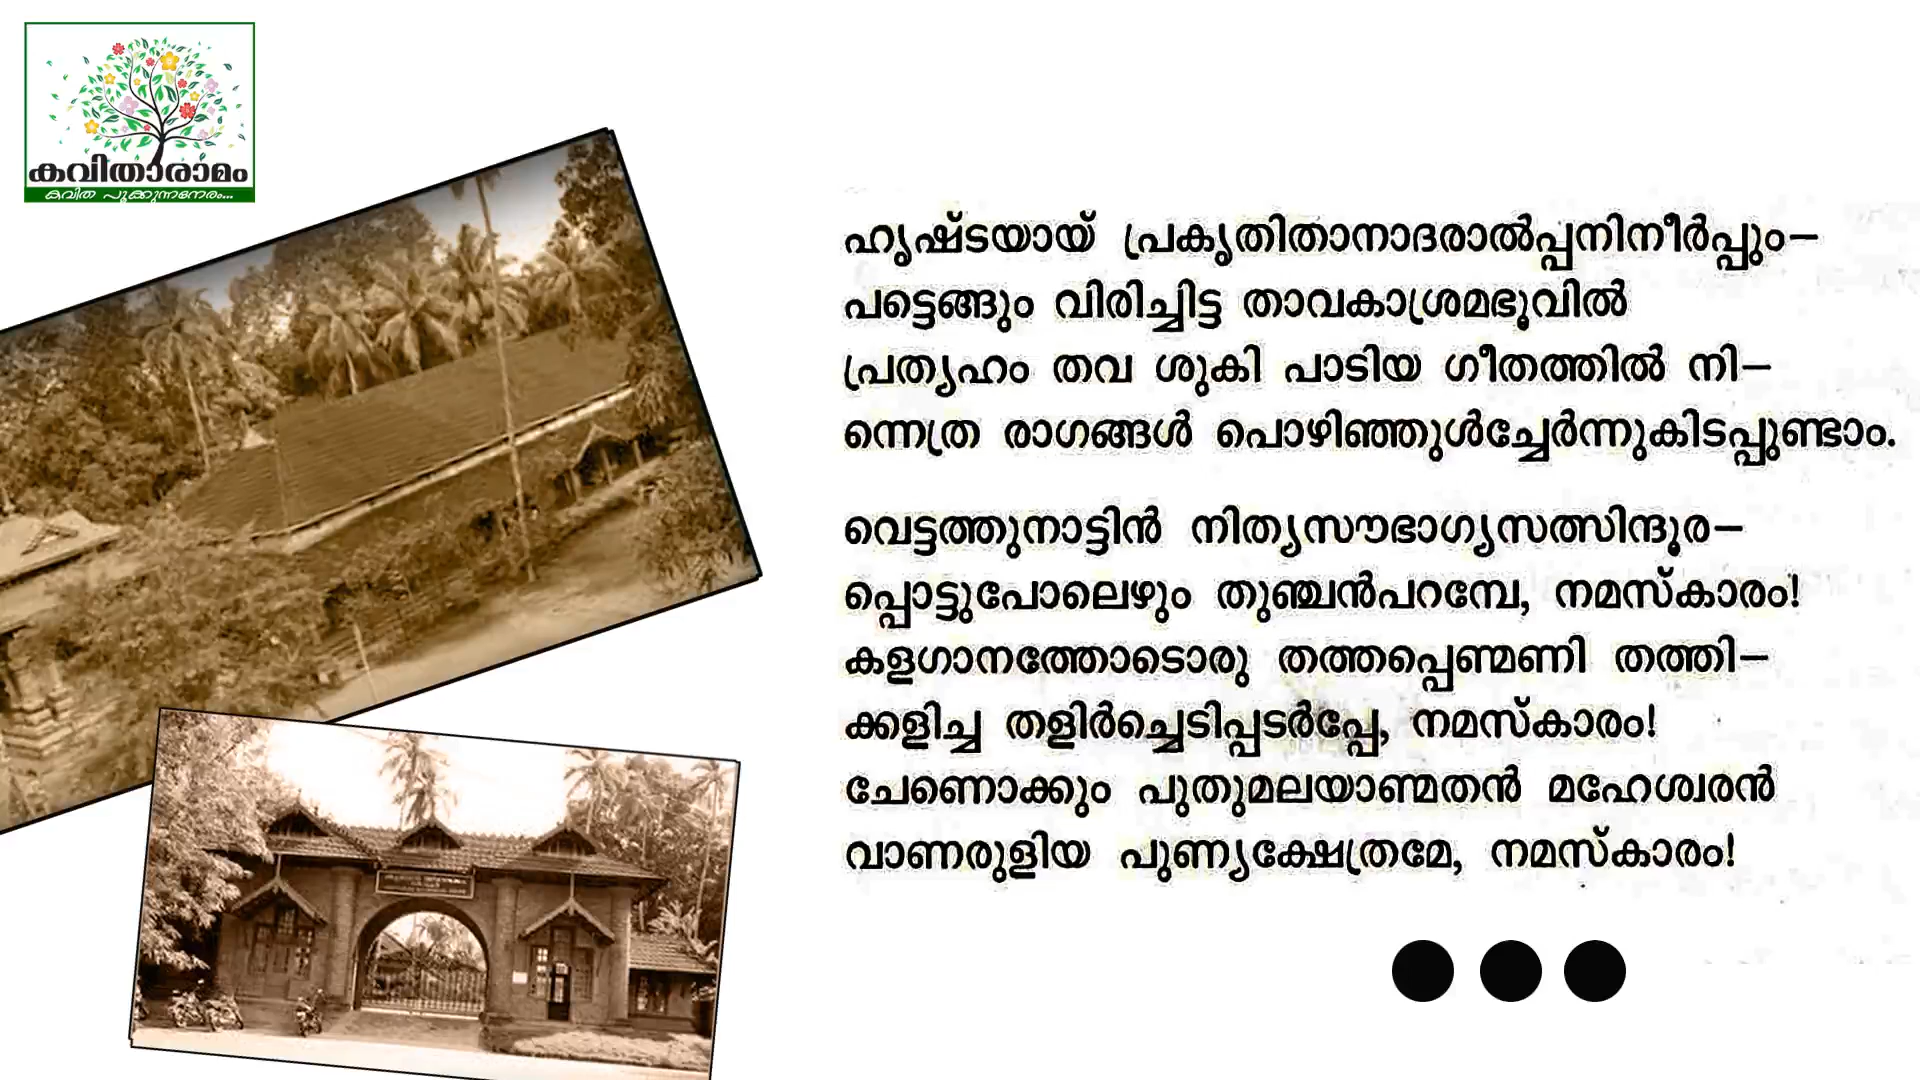 കവിതാരാമം
കവിത പൂക്കുന്നനേരം...
ഹൃഷ്ടയായ് പ്രകൃതിതാനാദരാൽപ്പനിനീർപ്പും–
പട്ടെങ്ങും വിരിച്ചിട്ട താവകാശ്രമഭൂവിൽ
പ്രത്യഹം തവ ശുകി പാടിയ ഗീതത്തിൽ നി–
ന്നെത്ര രാഗങ്ങൾ പൊഴിഞ്ഞുൾച്ചേർന്നുകിടപ്പുണ്ടാം.
വെട്ടത്തുനാട്ടിൻ നിത്യസൗഭാഗ്യസത്സിന്ദൂര–
പ്പൊട്ടുപോലെഴും തുഞ്ചൻപറമ്പേ, നമസ്കാരം!
കളഗാനത്തോടൊരു തത്തപ്പെണ്മണി തത്തി–
ക്കളിച്ച തളിർച്ചെടിപ്പടർപ്പേ, നമസ്കാരം!
ചേണൊക്കും പുതുമലയാണ്മതൻ മഹേശ്വരൻ
വാണരുളിയ പുണ്യക്ഷേത്രമേ, നമസ്കാരം!